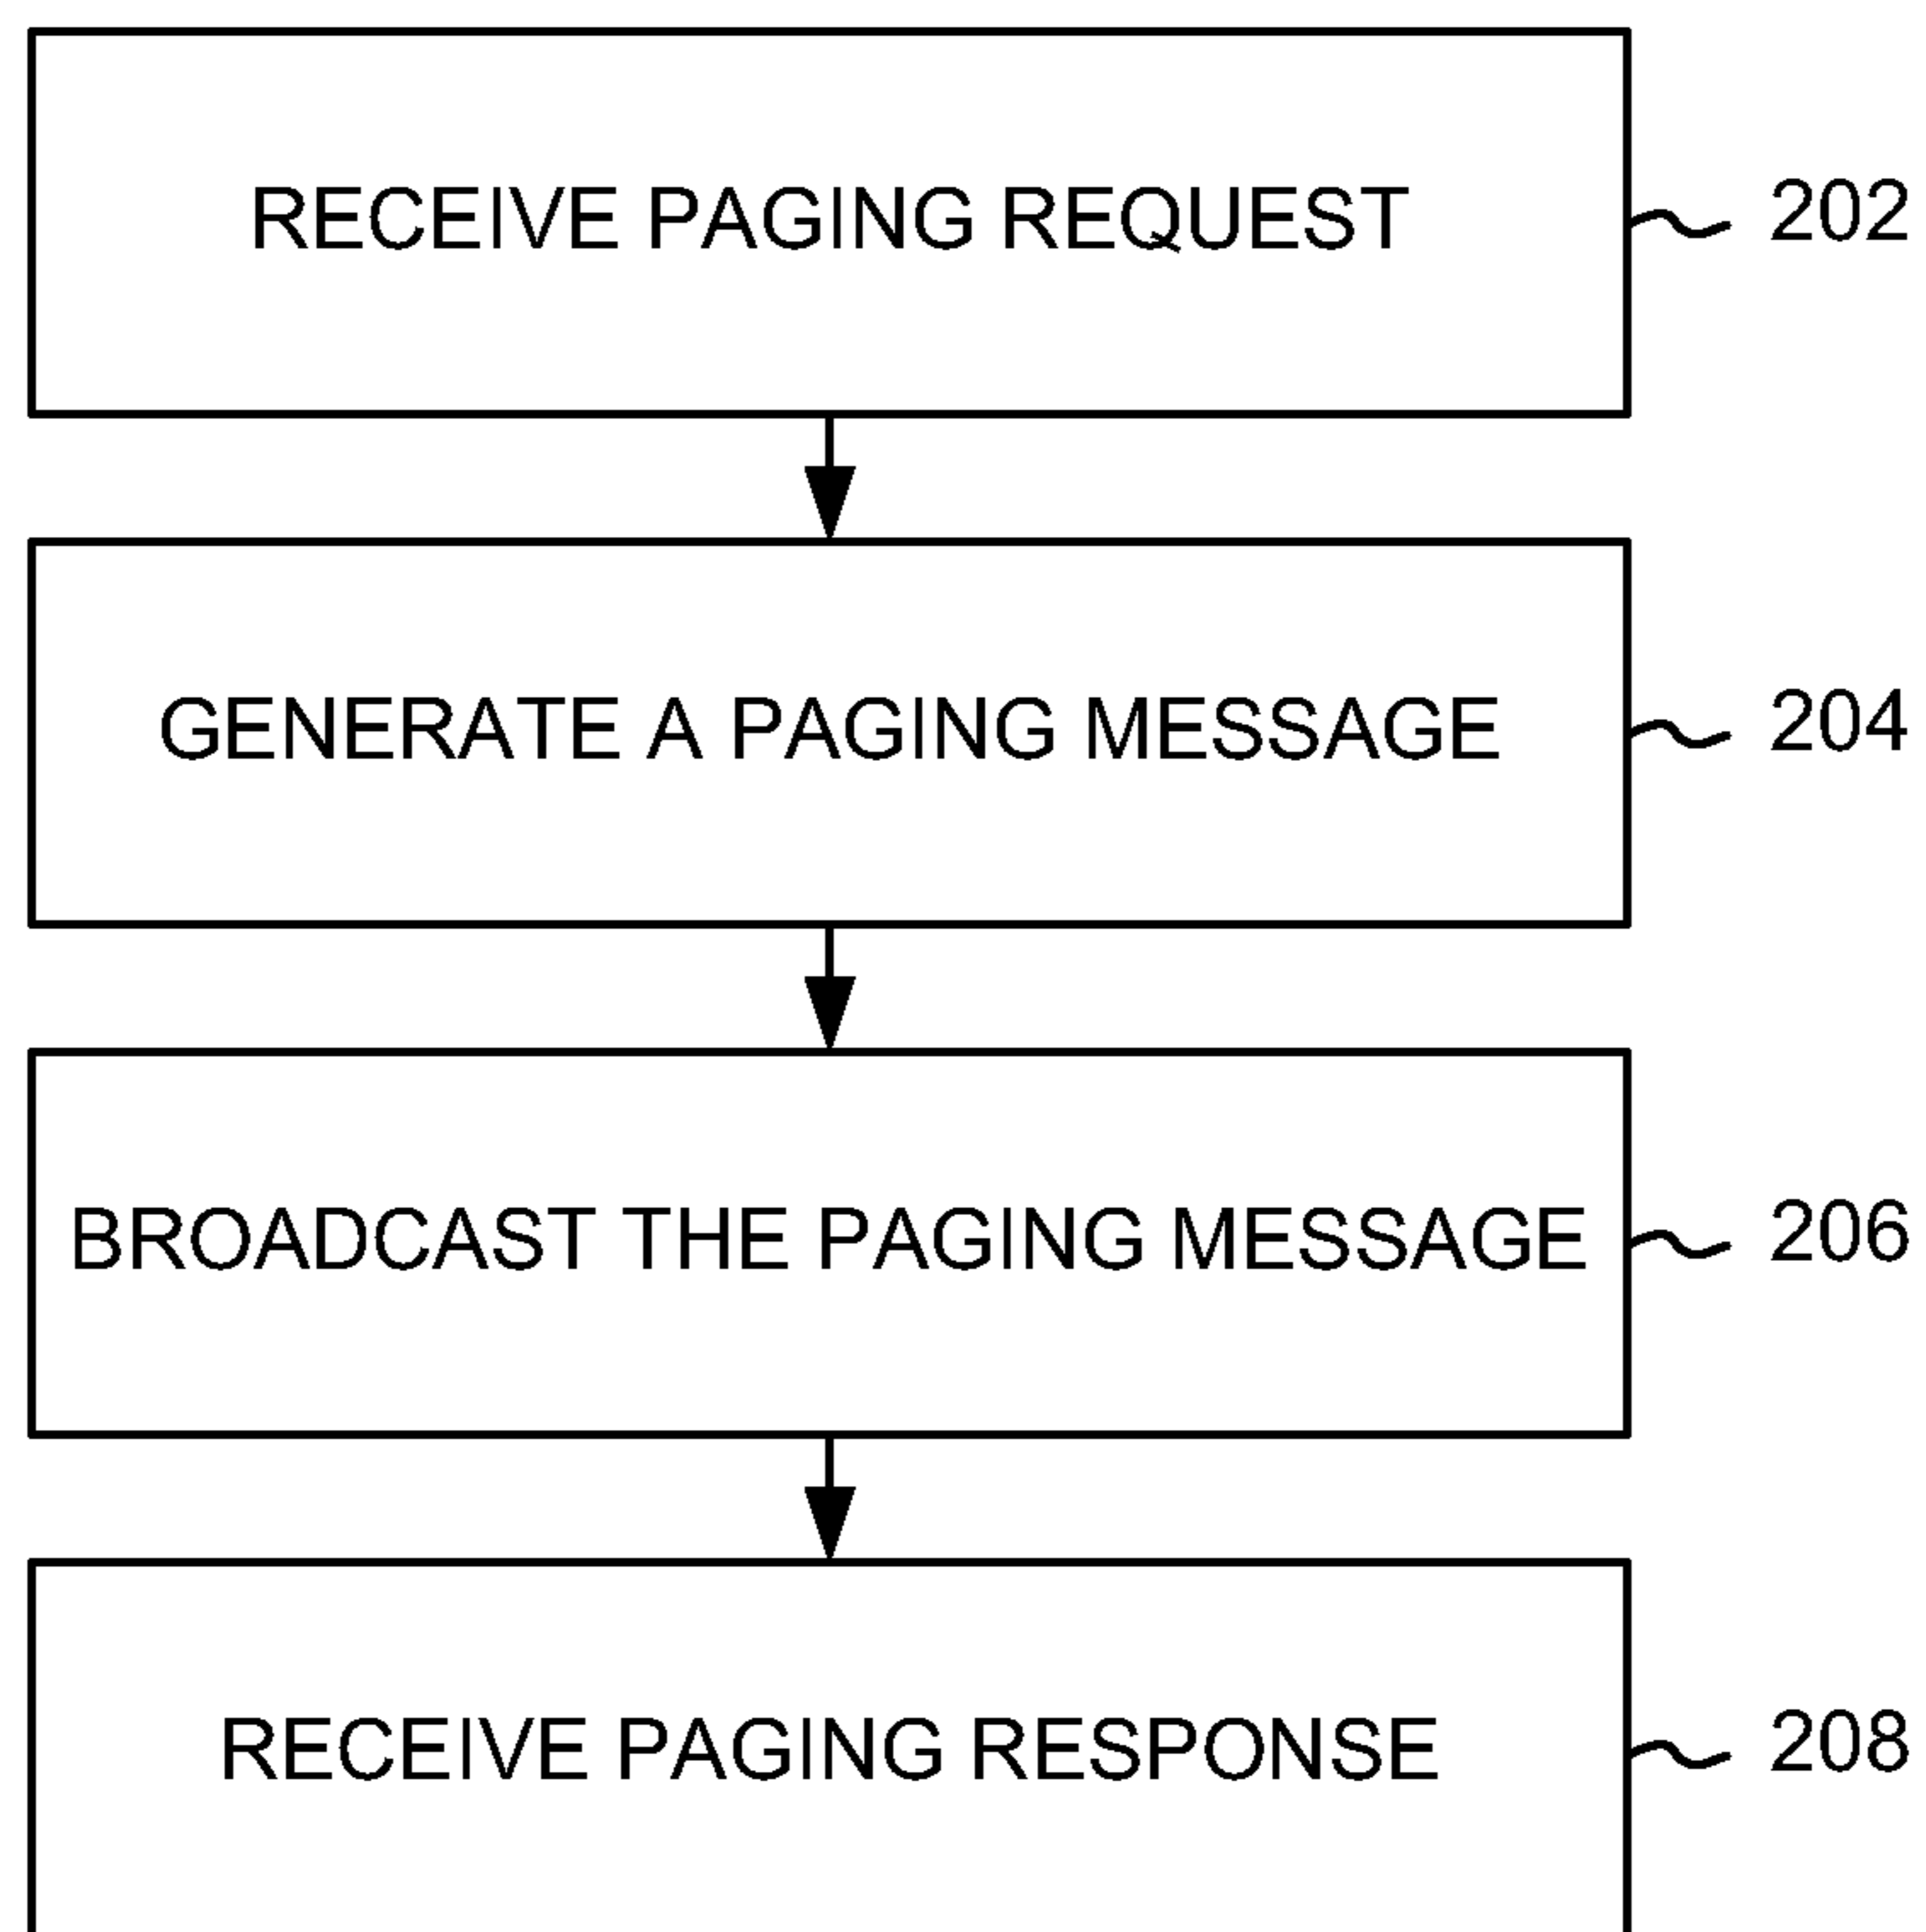 RECEIVE PAGING REQUEST 202
GENERATE A PAGING MESSAGE 204
BROADCAST THE PAGING MESSAGE 206
RECEIVE PAGING RESPONSE 208